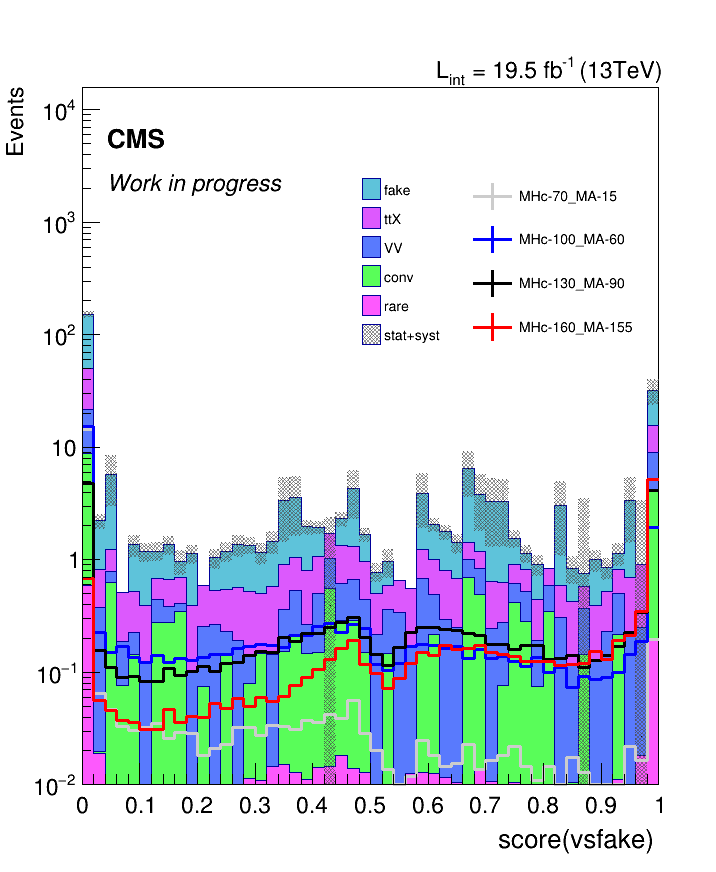 L_int = 19.5 fb^-1 (13TeV)
Events
CMS
Work in progress
fake
ttX
VV
conv
rare
stat+syst
MHc-70_MA-15
MHc-100_MA-60
MHc-130_MA-90
MHc-160_MA-155
10^4
10^3
10^2
10
1
10^-1
10^-2
0 0.1 0.2 0.3 0.4 0.5 0.6 0.7 0.8 0.9 1
score(vsfake)